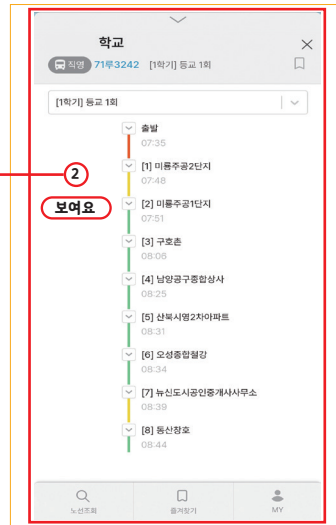 학교
직영 71루3242 [1학기] 등교 1회
[1학기] 등교 1회
출발
07:35
[1] 미룡주공2단지
07:48
2
보여요
[2] 미룡주공1단지
07:51
[3] 구호촌
08:06
[4] 남양공구종합상사
08:25
[5] 산북시영2차아파트
08:31
[6] 오성종합철강
08:34
[7] 뉴신도시공인중개사사무소
08:39
[8] 동산창호
08:44
노선조회 즐겨찾기 MY